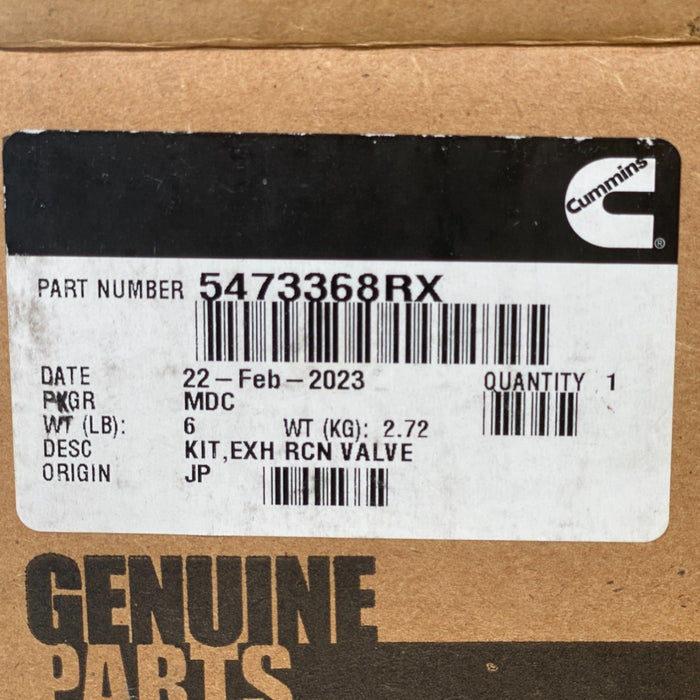 Cummins
®
PART NUMBER 5473368RX
DATE 22-Feb-2023 QUANTITY 1
PKGR MDC
WT (LB): 6 WT (KG): 2.72
DESC KIT,EXH RCN VALVE
ORIGIN JP
GENUINE
PARTS